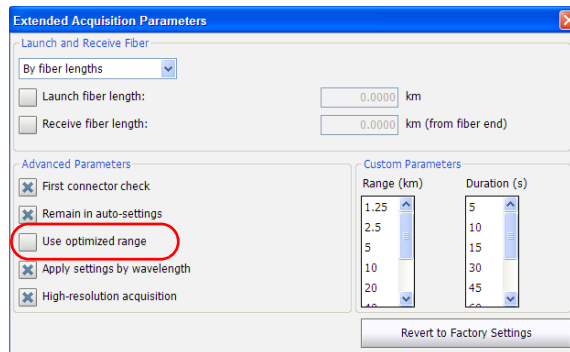 Extended Acquisition Parameters
Launch and Receive Fiber
By fiber lengths
Launch fiber length: 0.0000 km
Receive fiber length: 0.0000 km (from fiber end)
Advanced Parameters
First connector check
Remain in auto-settings
Use optimized range
Apply settings by wavelength
High-resolution acquisition
Custom Parameters
Range (km) Duration (s)
1.25 5
2.5 10
5 15
10 30
20 45
Revert to Factory Settings